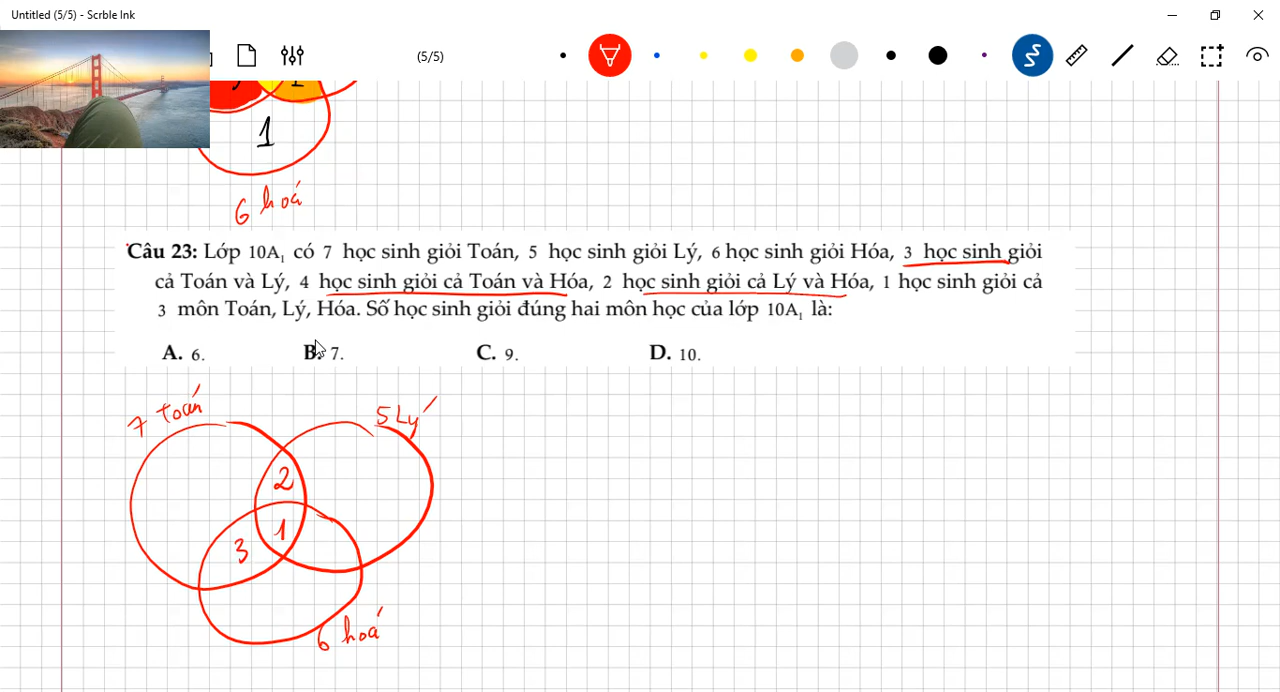 Untitled (5/5) - Scrble Ink
(5/5)
1
1
6 hoá
Câu 23: Lớp 10A₁ có 7 học sinh giỏi Toán, 5 học sinh giỏi Lý, 6 học sinh giỏi Hóa, 3 học sinh giỏi
cả Toán và Lý, 4 học sinh giỏi cả Toán và Hóa, 2 học sinh giỏi cả Lý và Hóa, 1 học sinh giỏi cả
3 môn Toán, Lý, Hóa. Số học sinh giỏi đúng hai môn học của lớp 10A₁ là:
A. 6. B. 7. C. 9. D. 10.
7 Toán 5 Lý
2
1
3
6 hoá